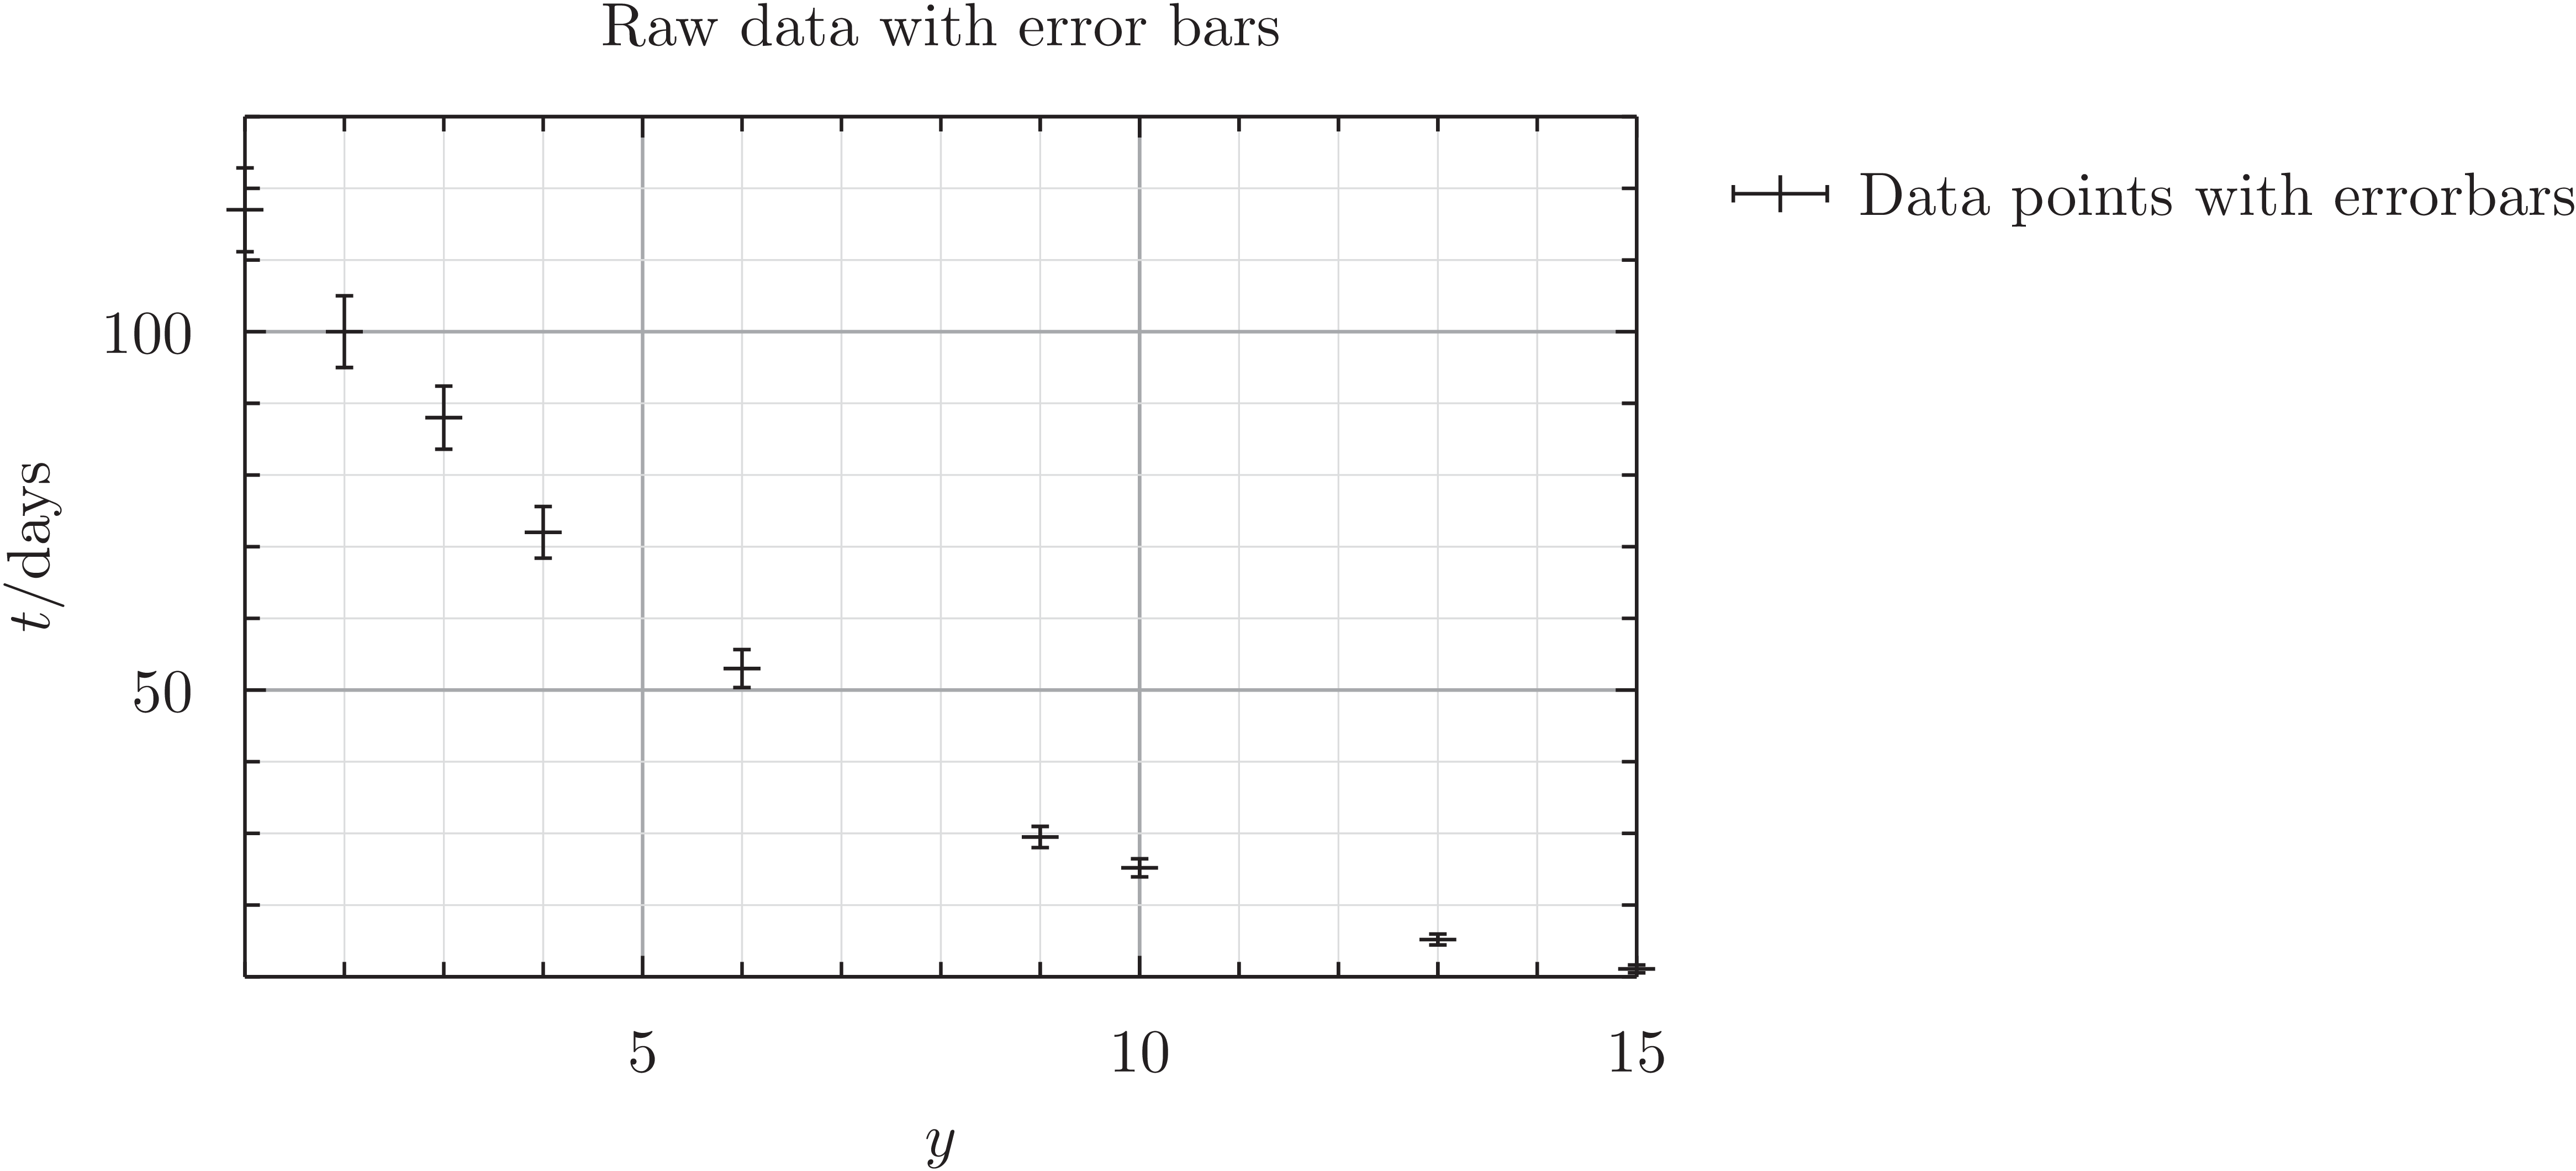 Raw data with error bars
Data points with errorbars
100
50
t/days
5 10 15
y